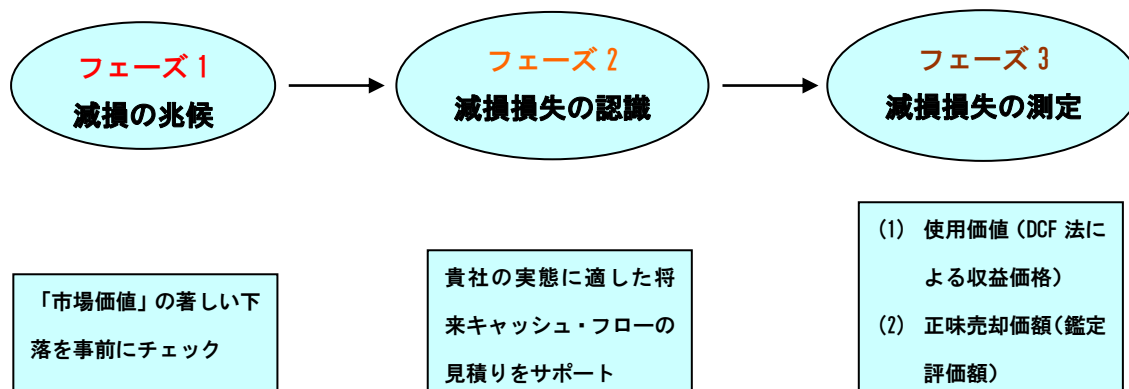 フェーズ 1
減損の兆候
フェーズ 2
減損損失の認識
フェーズ 3
減損損失の測定
「市場価値」の著しい下
落を事前にチェック
貴社の実態に適した将
来キャッシュ・フローの
見積りをサポート
(1) 使用価値（DCF 法に
よる収益価格）
(2) 正味売却価額（鑑定
評価額）